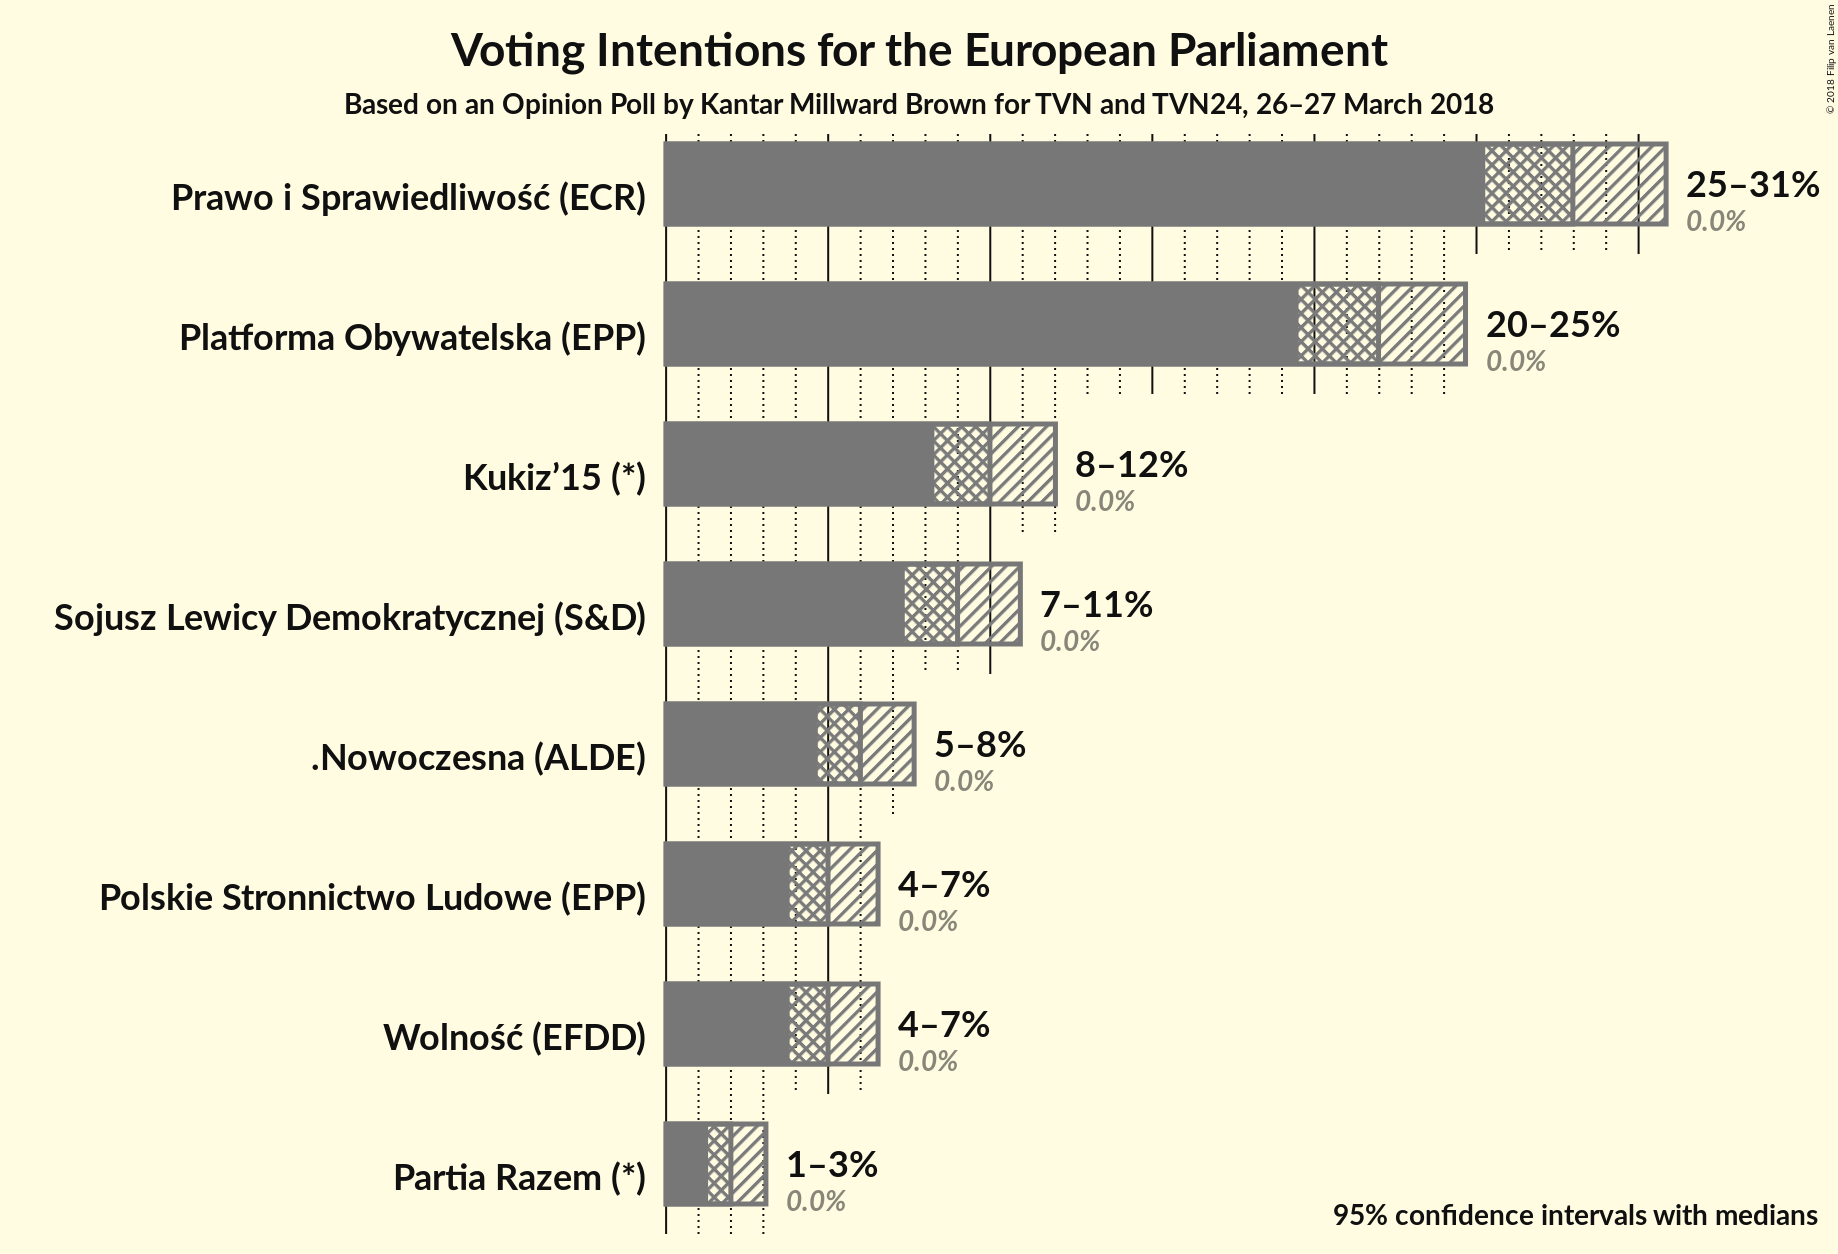 Voting Intentions for the European Parliament
Based on an Opinion Poll by Kantar Millward Brown for TVN and TVN24, 26–27 March 2018
© 2018 Filip van Laenen
Prawo i Sprawiedliwość (ECR)
25–31%
0.0%
Platforma Obywatelska (EPP)
20–25%
0.0%
Kukiz’15 (*)
8–12%
0.0%
Sojusz Lewicy Demokratycznej (S&D)
7–11%
0.0%
.Nowoczesna (ALDE)
5–8%
0.0%
Polskie Stronnictwo Ludowe (EPP)
4–7%
0.0%
Wolność (EFDD)
4–7%
0.0%
Partia Razem (*)
1–3%
0.0%
95% confidence intervals with medians